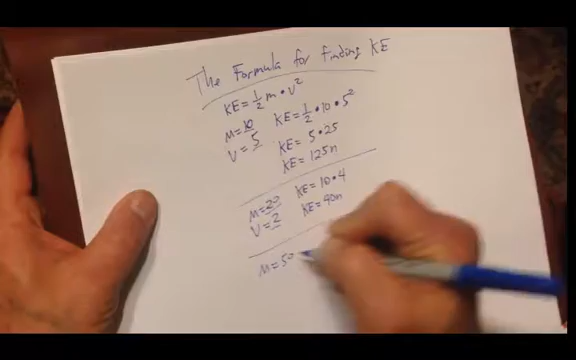 The Formula for finding KE
KE = 1/2 m • v²
M = 10 KE = 1/2 • 10 • 5²
V = 5 KE = 5 • 25
KE = 125n
M = 20 KE = 10 • 4
V = 2 KE = 40n
M = 50